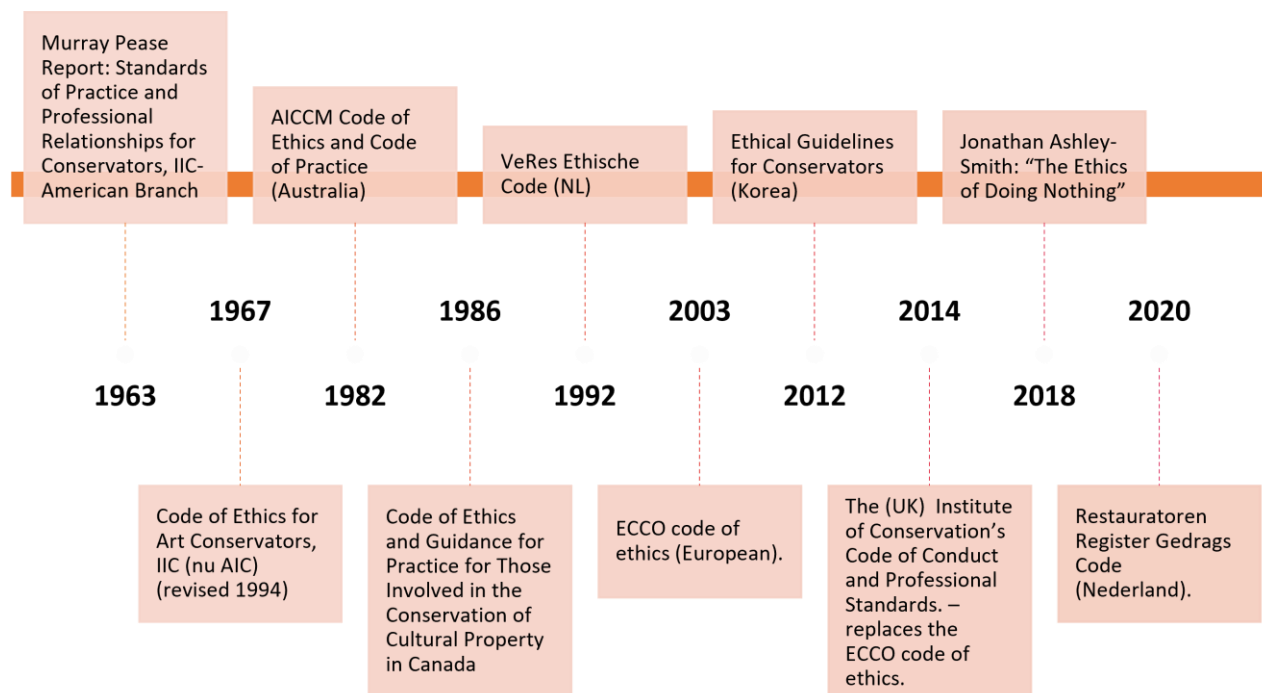 Murray Pease
Report: Standards
of Practice and
Professional
Relationships for
Conservators, IIC-
American Branch
AICCM Code of
Ethics and Code
of Practice
(Australia)
VeRes Ethische
Code (NL)
Ethical Guidelines
for Conservators
(Korea)
Jonathan Ashley-
Smith: “The Ethics
of Doing Nothing”
1967
1986
2003
2014
2020
1963
1982
1992
2012
2018
Code of Ethics for
Art Conservators,
IIC (nu AIC)
(revised 1994)
Code of Ethics
and Guidance for
Practice for Those
Involved in the
Conservation of
Cultural Property
in Canada
ECCO code of
ethics (European).
The (UK)  Institute
of Conservation’s
Code of Conduct
and Professional
Standards. –
replaces the
ECCO code of
ethics.
Restauratoren
Register Gedrags
Code
(Nederland).